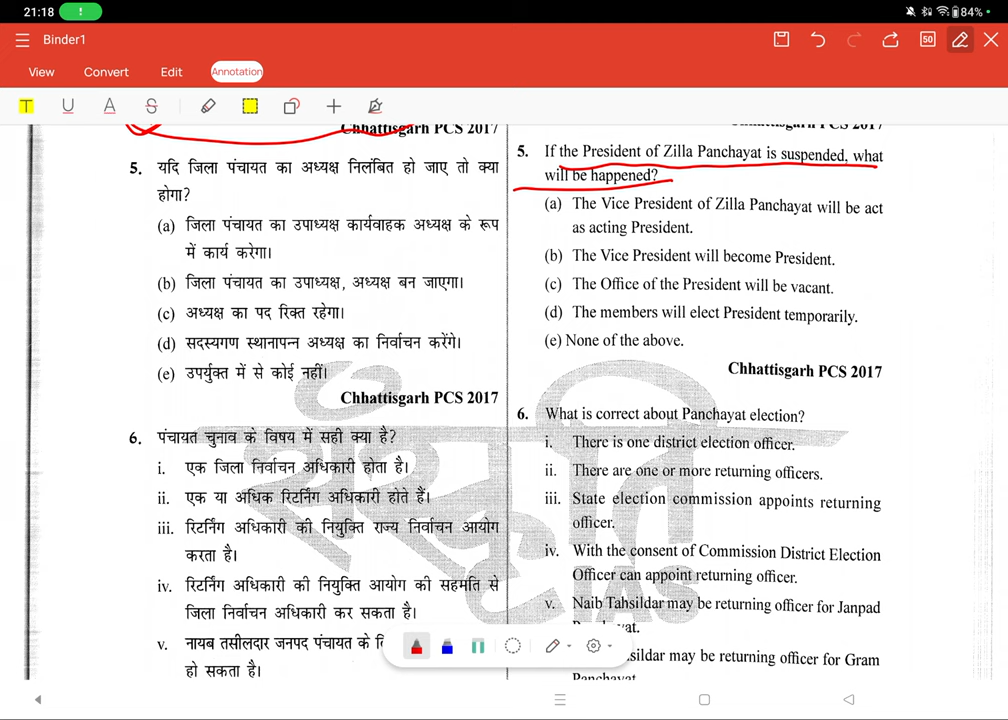 21:18
84%
Binder1
50
View Convert Edit Annotation
T U A S
Chhattisgarh PCS 2017
5. यदि जिला पंचायत का अध्यक्ष निलंबित हो जाए तो क्या
होगा?
(a) जिला पंचायत का उपाध्यक्ष कार्यवाहक अध्यक्ष के रूप
में कार्य करेगा।
(b) जिला पंचायत का उपाध्यक्ष, अध्यक्ष बन जाएगा।
(c) अध्यक्ष का पद रिक्त रहेगा।
(d) सदस्यगण स्थानापन्न अध्यक्ष का निर्वाचन करेंगे।
(e) उपर्युक्त में से कोई नहीं।
Chhattisgarh PCS 2017
6. पंचायत चुनाव के विषय में सही क्या है?
i. एक जिला निर्वाचन अधिकारी होता है।
ii. एक या अधिक रिटर्निंग अधिकारी होते हैं।
iii. रिटर्निंग अधिकारी की नियुक्ति राज्य निर्वाचन आयोग
करता है।
iv. रिटर्निंग अधिकारी की नियुक्ति आयोग की सहमति से
जिला निर्वाचन अधिकारी कर सकता है।
v. नायब तसीलदार जनपद पंचायत के
हो सकता है।
Chhattisgarh PCS 2017
5. If the President of Zilla Panchayat is suspended, what
will be happened?
(a) The Vice President of Zilla Panchayat will be act
as acting President.
(b) The Vice President will become President.
(c) The Office of the President will be vacant.
(d) The members will elect President temporarily.
(e) None of the above.
Chhattisgarh PCS 2017
6. What is correct about Panchayat election?
i. There is one district election officer.
ii. There are one or more returning officers.
iii. State election commission appoints returning
officer.
iv. With the consent of Commission District Election
Officer can appoint returning officer.
v. Naib Tahsildar may be returning officer for Janpad
may be returning officer for Gram
Panchayat
संस्कृति
IAS